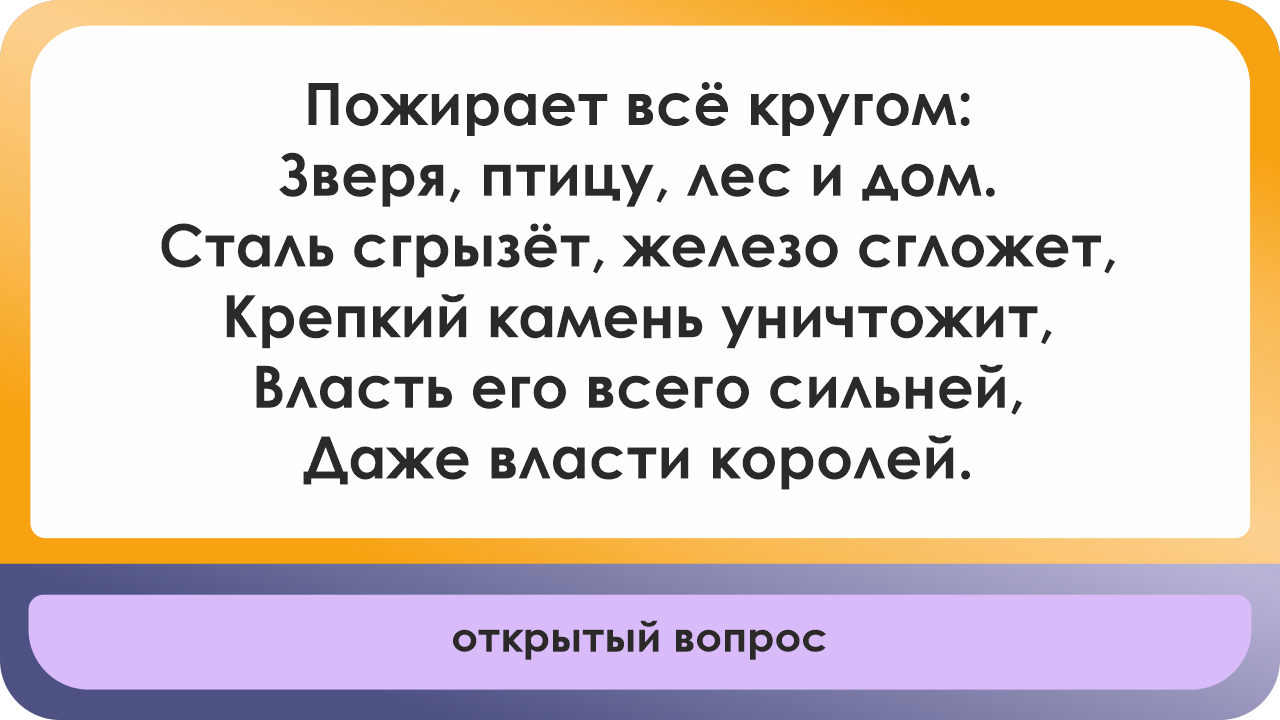 Пожирает всё кругом:
Зверя, птицу, лес и дом.
Сталь сгрызёт, железо сгложет,
Крепкий камень уничтожит,
Власть его всего сильней,
Даже власти королей.
открытый вопрос